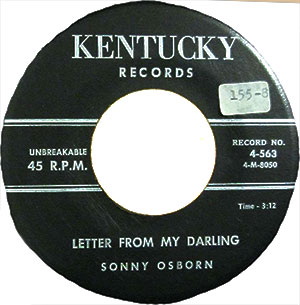 KENTUCKY
RECORDS
155-8
UNBREAKABLE
45 R.P.M.
RECORD NO.
4-563
4-M-8050
Time - 3:12
LETTER FROM MY DARLING
SONNY OSBORN